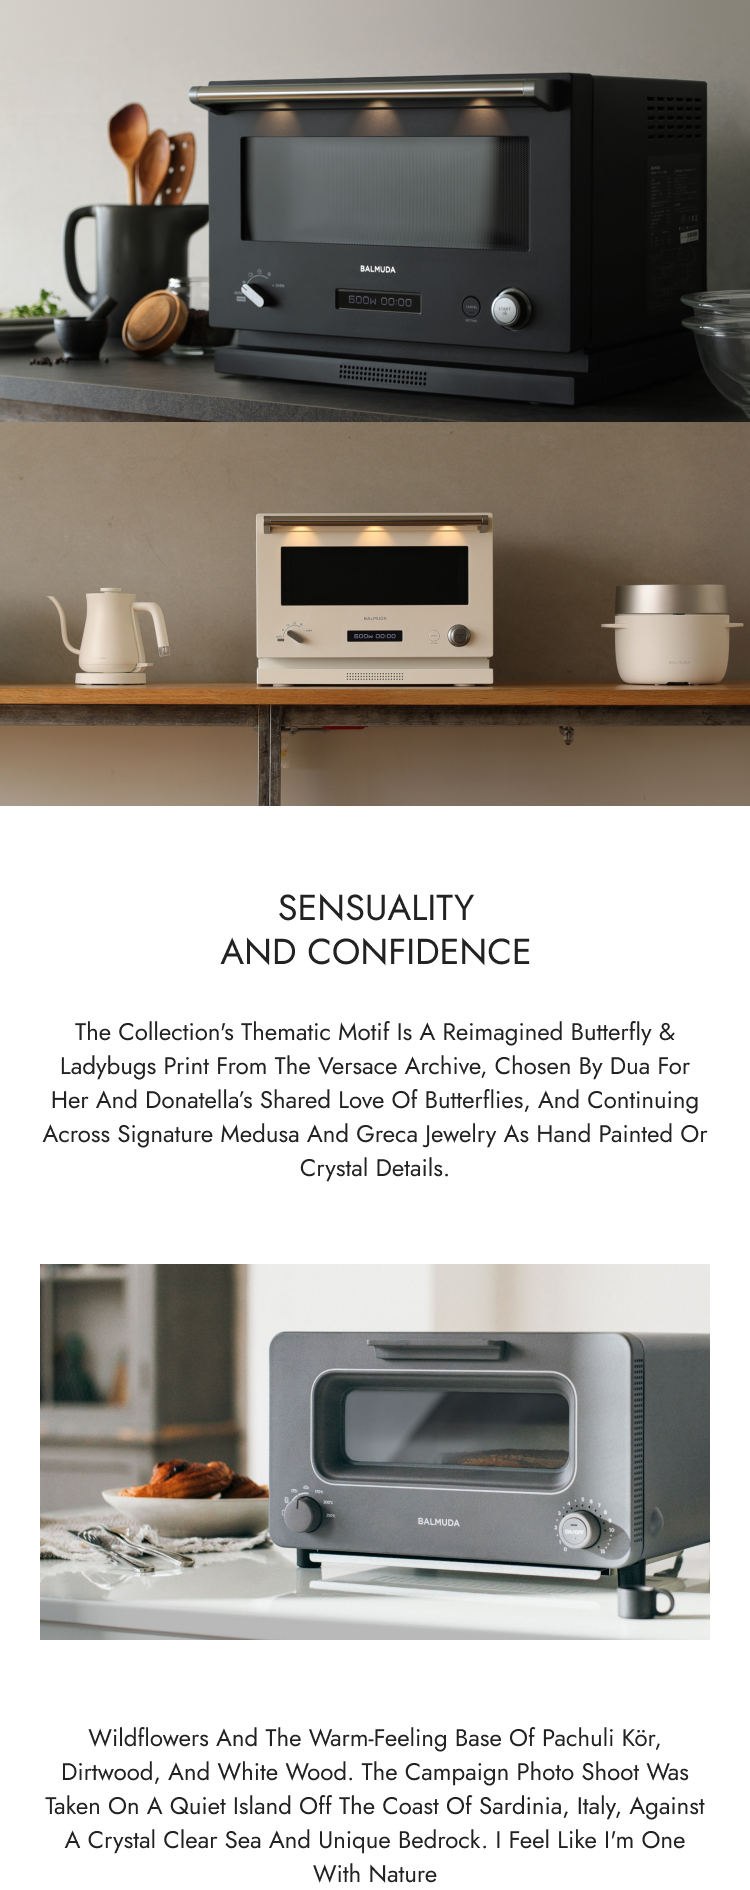 BALMUDA
600W 00:00
START
BALMUDA
600W 00:00
BALMUDA
SENSUALITY
AND CONFIDENCE
The Collection's Thematic Motif Is A Reimagined Butterfly &
Ladybugs Print From The Versace Archive, Chosen By Dua For
Her And Donatella’s Shared Love Of Butterflies, And Continuing
Across Signature Medusa And Greca Jewelry As Hand Painted Or
Crystal Details.
BALMUDA
Wildflowers And The Warm-Feeling Base Of Pachuli Kör,
Dirtwood, And White Wood. The Campaign Photo Shoot Was
Taken On A Quiet Island Off The Coast Of Sardinia, Italy, Against
A Crystal Clear Sea And Unique Bedrock. I Feel Like I'm One
With Nature